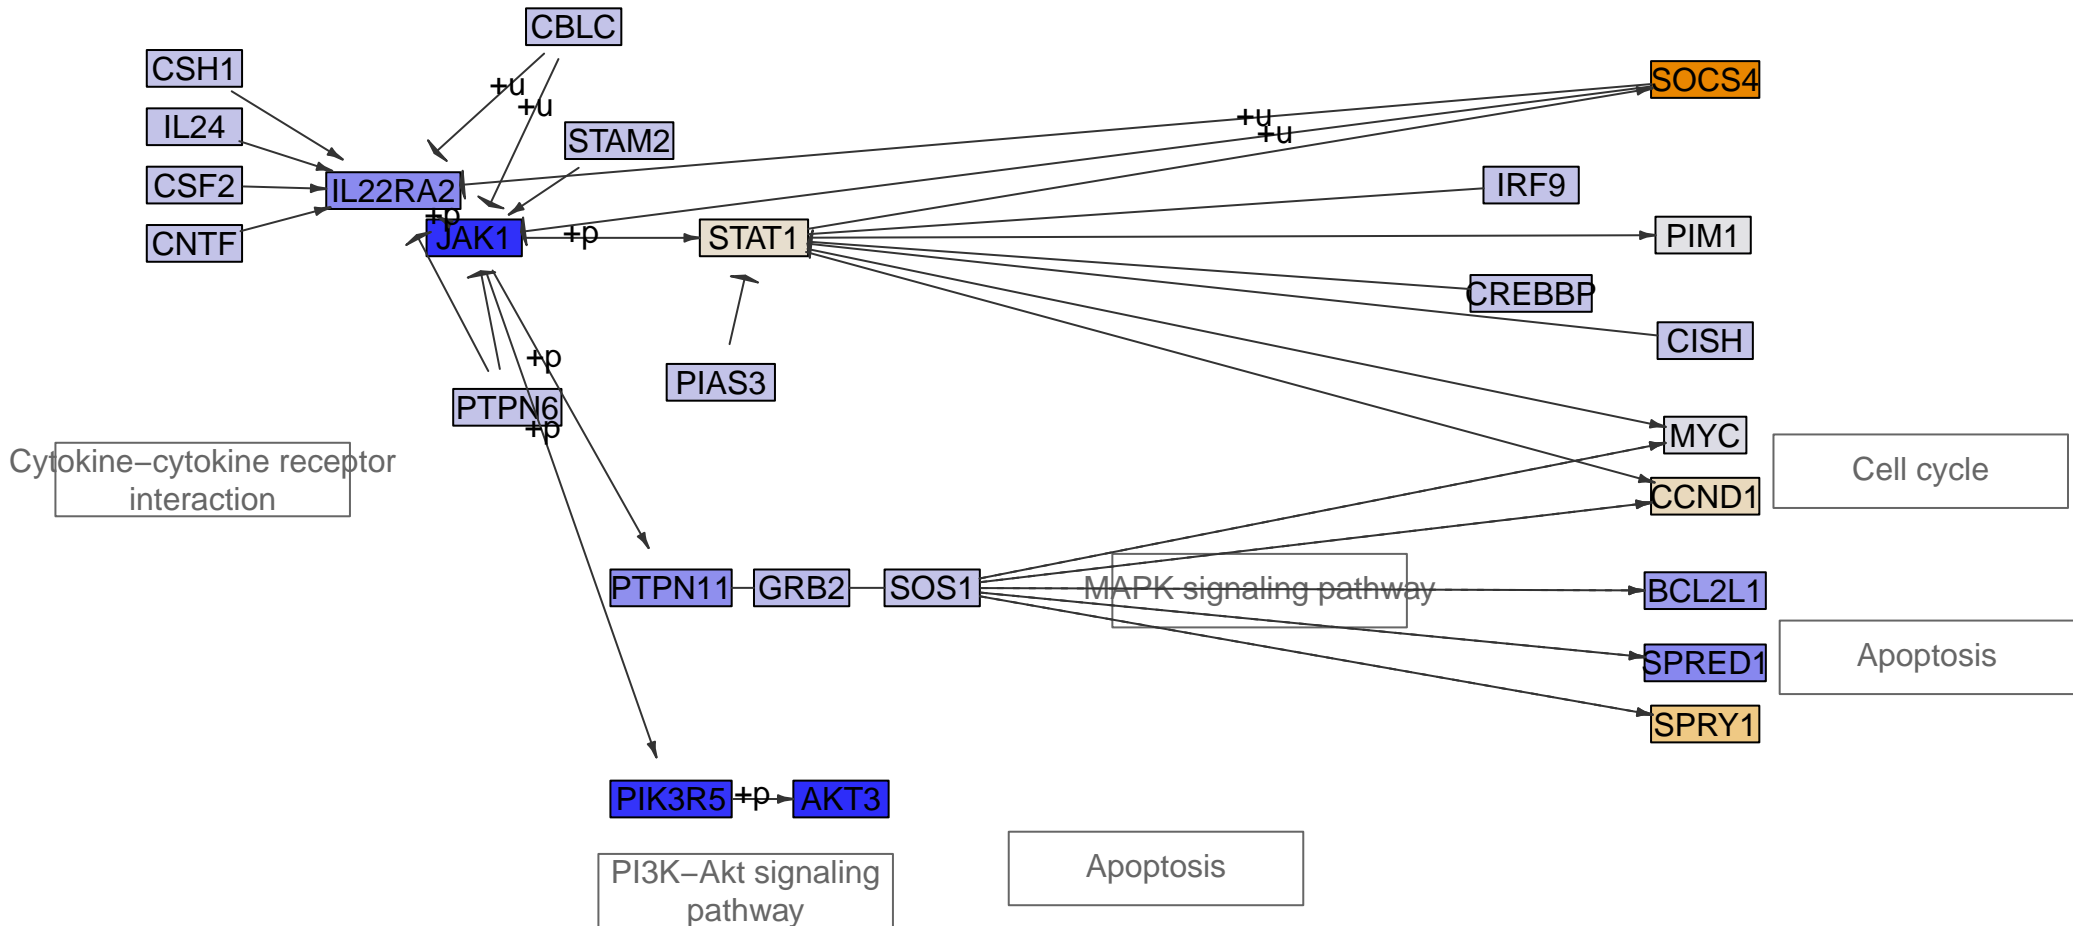 CBLC
CSH1
SOCS4
+u
+u
+u
IL24
+u
STAM2
CSF2
IL22RA2
IRF9
+p
CNTF
JAK1
+p
STAT1
PIM1
CREBBP
CISH
+p
PIAS3
PTPN6
+p
MYC
Cytokine−cytokine receptor
interaction
Cell cycle
CCND1
PTPN11
GRB2
SOS1
MAPK signaling pathway
BCL2L1
SPRED1
Apoptosis
SPRY1
PIK3R5
+p
AKT3
PI3K−Akt signaling
pathway
Apoptosis